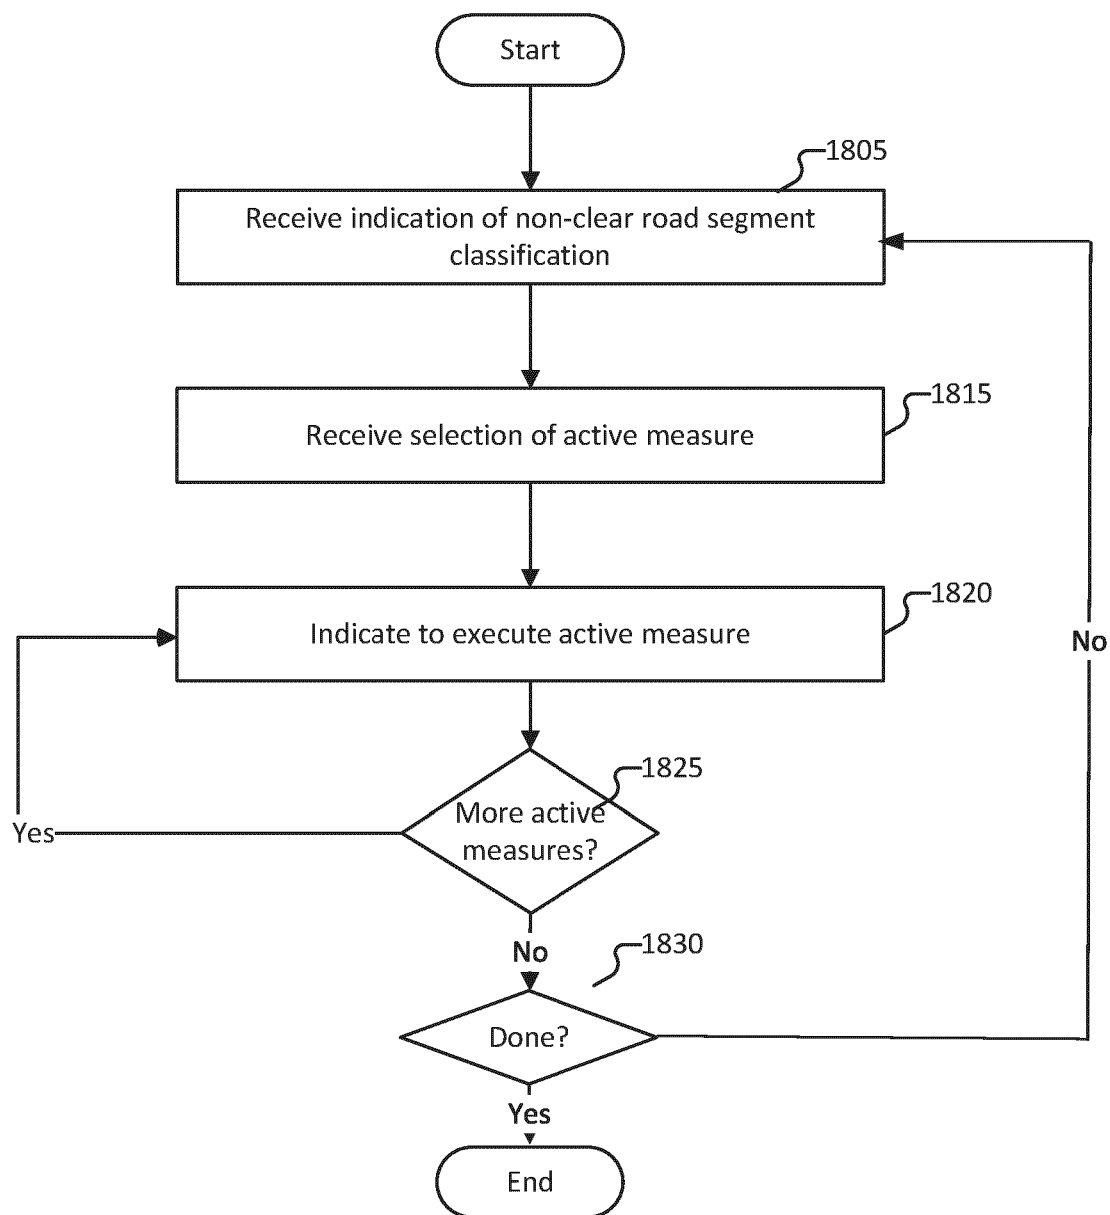 Start
1805
Receive indication of non-clear road segment
classification
1815
Receive selection of active measure
1820
Indicate to execute active measure
No
1825
More active
measures?
Yes
No
1830
Done?
Yes
End